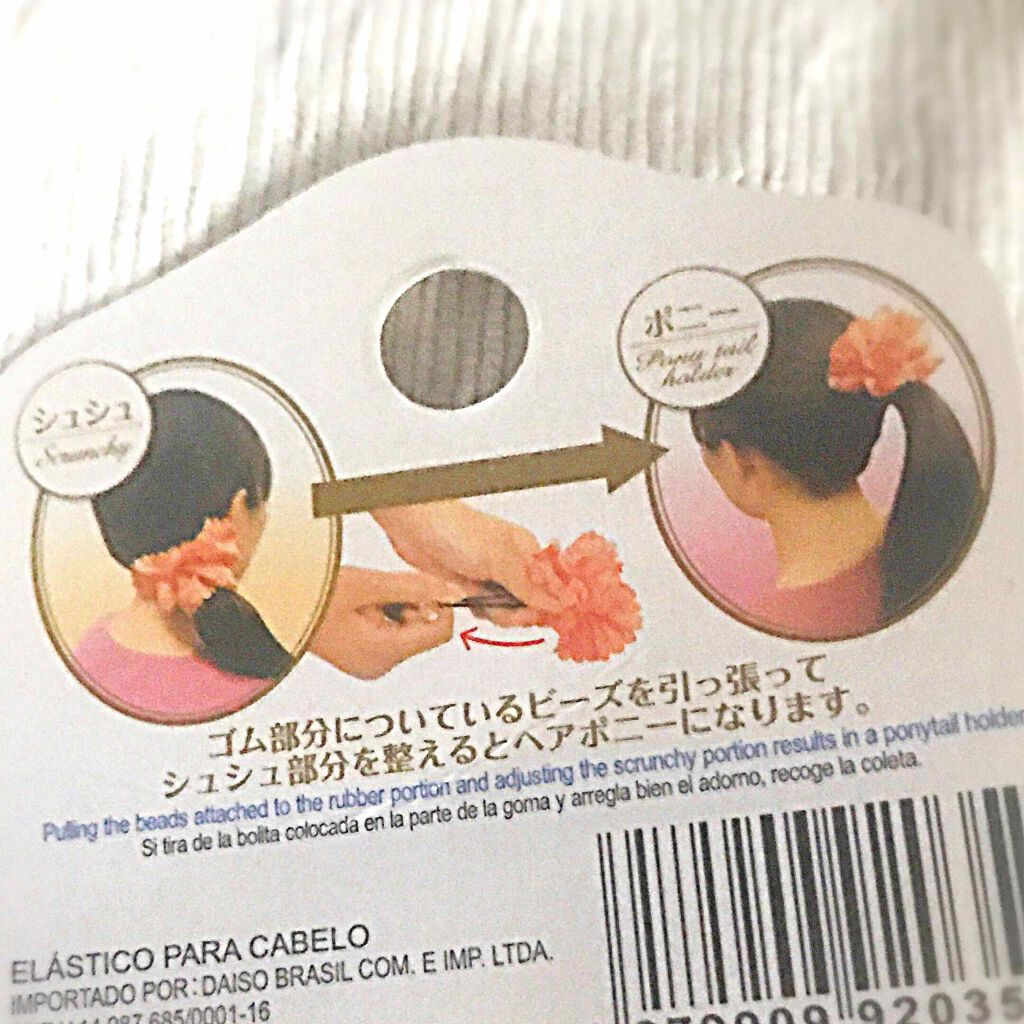 シュシュ
Scrunchy
ポニー
Pony tail
holder
ゴム部分についているビーズを引っ張って
シュシュ部分を整えるとヘアポニーになります。
Pulling the beads attached to the rubber portion and adjusting the scrunchy portion results in a ponytail holder
Si tira de la bolita colocada en la parte de la goma y arregla bien el adorno, recoge la coleta.
ELÁSTICO PARA CABELO
IMPORTADO POR: DAISO BRASIL COM. E IMP. LTDA.
087.685/0001-16
92035